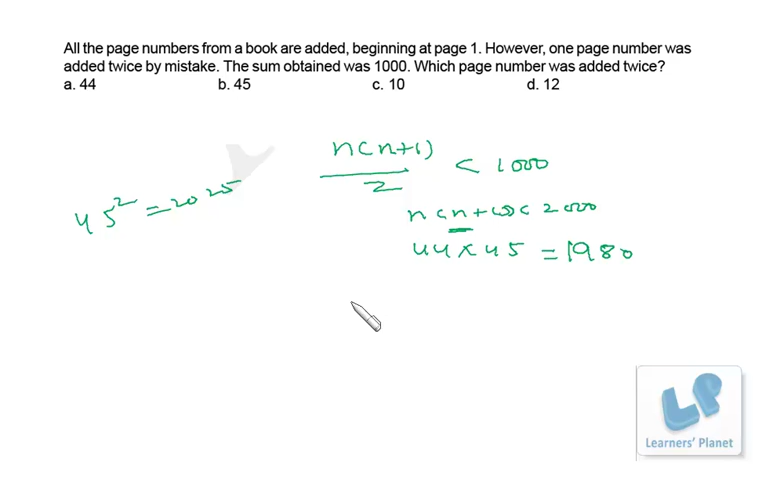 All the page numbers from a book are added, beginning at page 1. However, one page number was
added twice by mistake. The sum obtained was 1000. Which page number was added twice?
a. 44 b. 45 c. 10 d. 12
n(n+1)
/2 < 1000
45² = 2025
n(n+1) < 2000
44 × 45 = 1980
LP
Learners' Planet